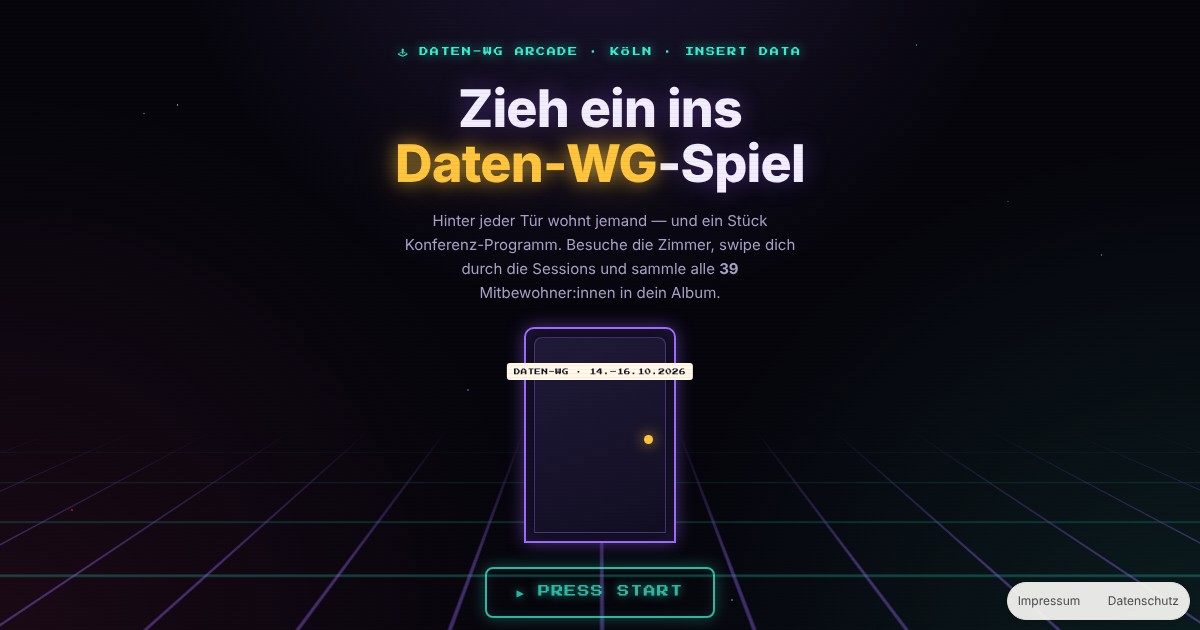 DATEN-WG ARCADE · KÖLN · INSERT DATA
Zieh ein ins
Daten-WG-Spiel
Hinter jeder Tür wohnt jemand — und ein Stück
Konferenz-Programm. Besuche die Zimmer, swipe dich
durch die Sessions und sammle alle 39
Mitbewohner:innen in dein Album.
DATEN-WG · 14.–16.10.2026
▶ PRESS START
Impressum Datenschutz